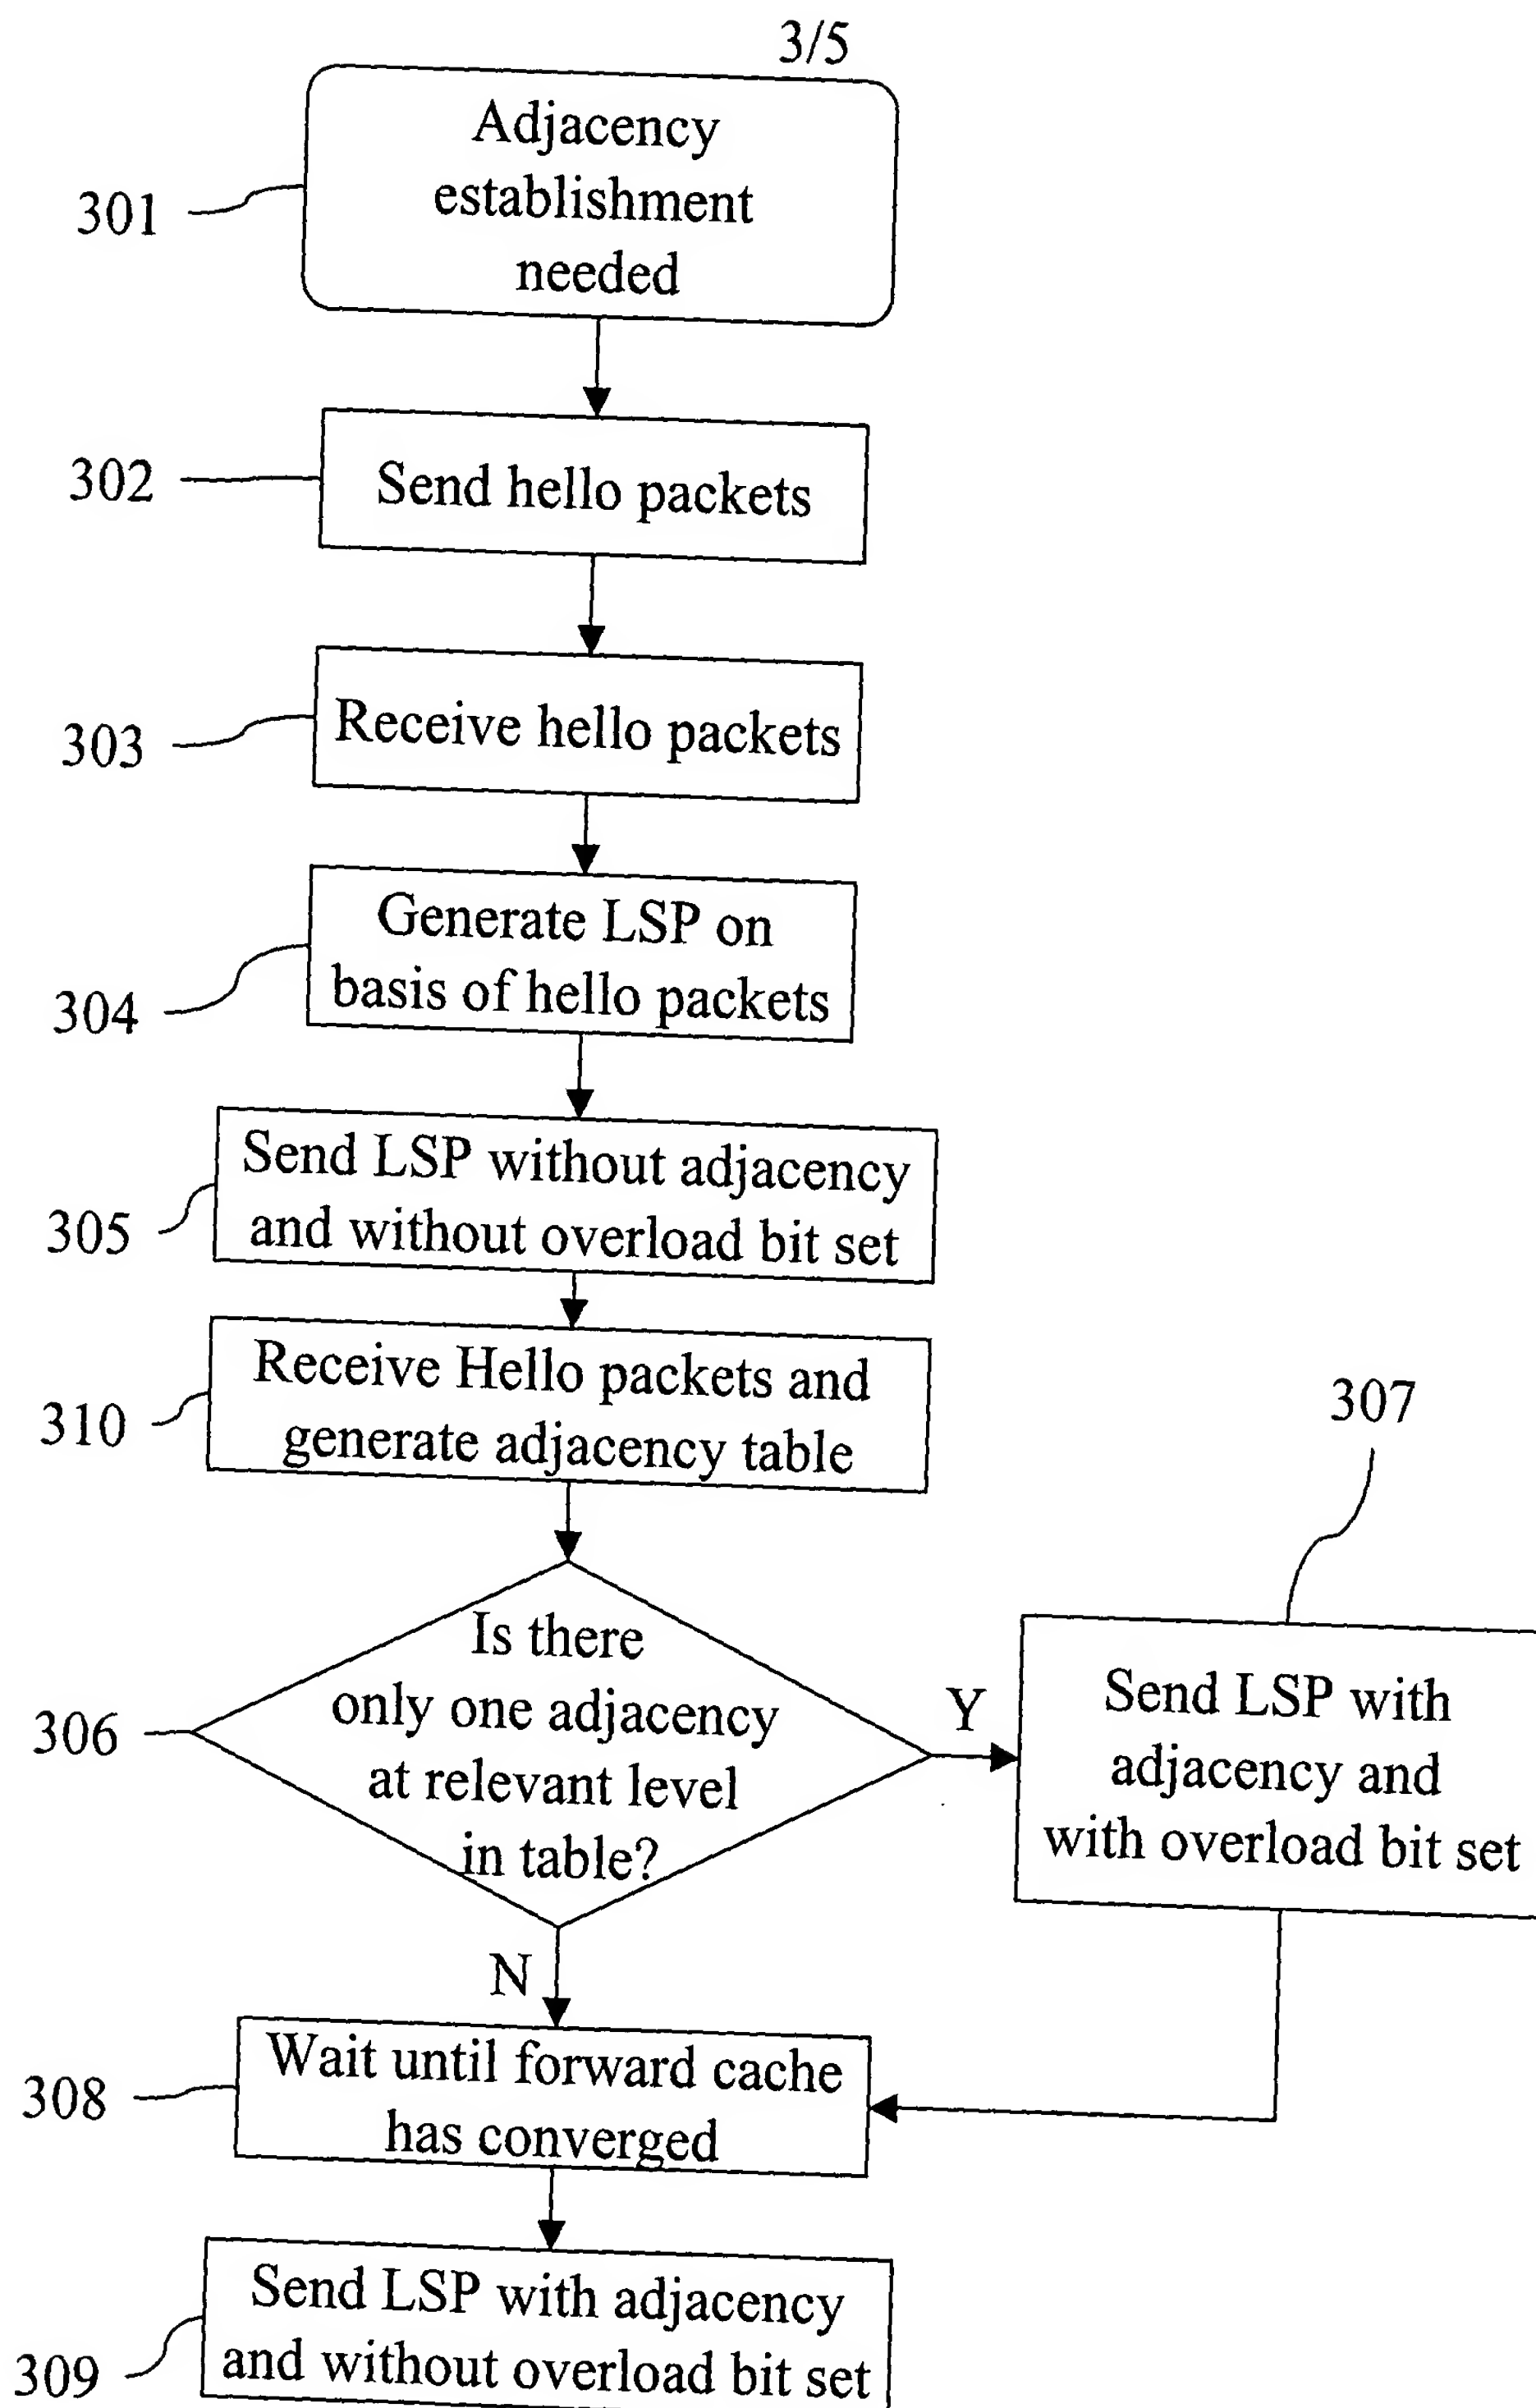 3/5
Adjacency
establishment
needed
301
302
Send hello packets
303
Receive hello packets
304
Generate LSP on
basis of hello packets
305
Send LSP without adjacency
and without overload bit set
310
Receive Hello packets and
generate adjacency table
307
306
Is there
only one adjacency
at relevant level
in table?
Y
Send LSP with
adjacency and
with overload bit set
N
308
Wait until forward cache
has converged
309
Send LSP with adjacency
and without overload bit set